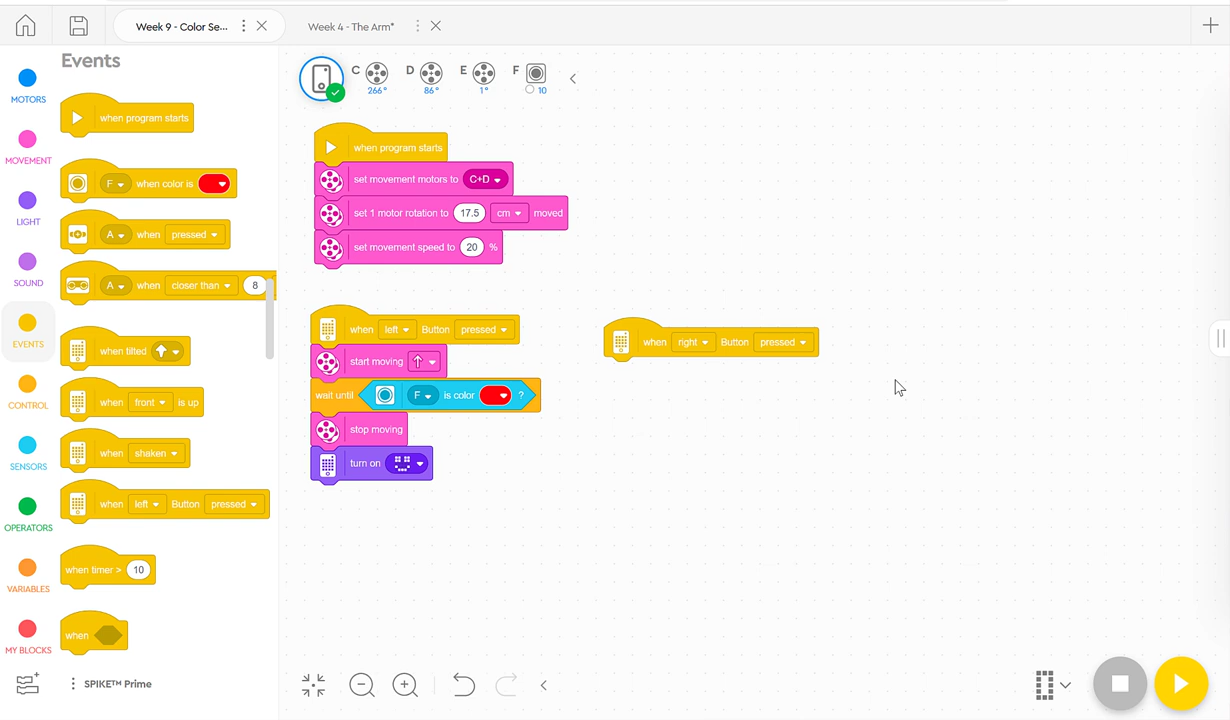 Week 9 - Color Se...
Week 4 - The Arm*
Events
MOTORS
MOVEMENT
LIGHT
SOUND
EVENTS
CONTROL
SENSORS
OPERATORS
VARIABLES
MY BLOCKS
when program starts
F when color is
A when pressed
A when closer than 8
when tilted
when front is up
when shaken
when left Button pressed
when timer > 10
when
SPIKE™ Prime
C 266°
D 86°
E 1°
F 10
when program starts
set movement motors to C+D
set 1 motor rotation to 17.5 cm moved
set movement speed to 20 %
when left Button pressed
start moving
wait until F is color ?
stop moving
turn on
when right Button pressed